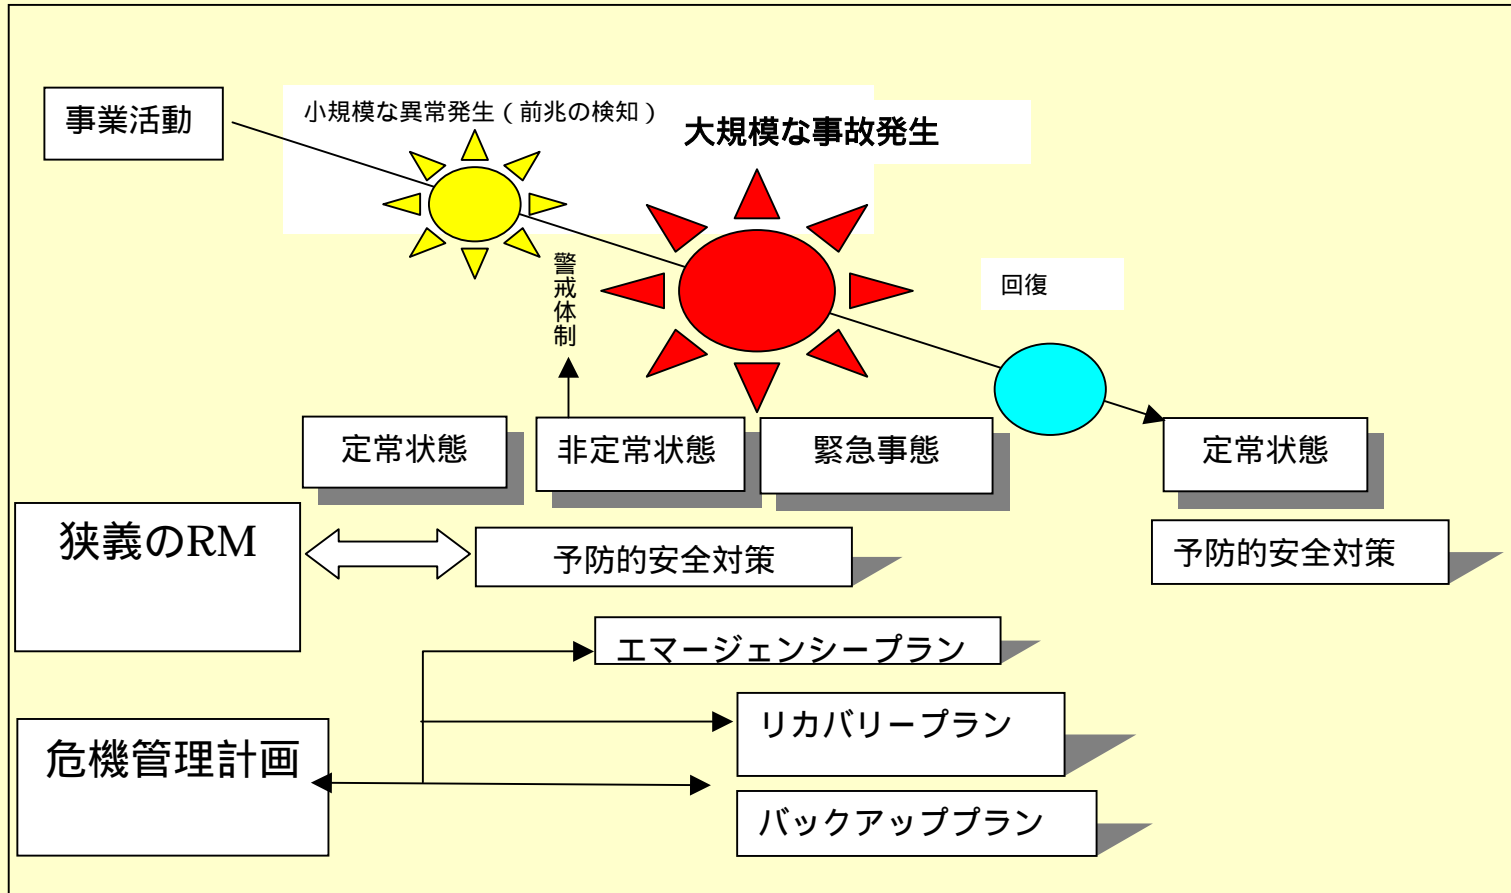 事業活動
小規模な異常発生（前兆の検知）
大規模な事故発生
警戒体制
回復
定常状態
非定常状態
緊急事態
定常状態
狭義のRM
予防的安全対策
予防的安全対策
エマージェンシープラン
リカバリープラン
危機管理計画
バックアッププラン